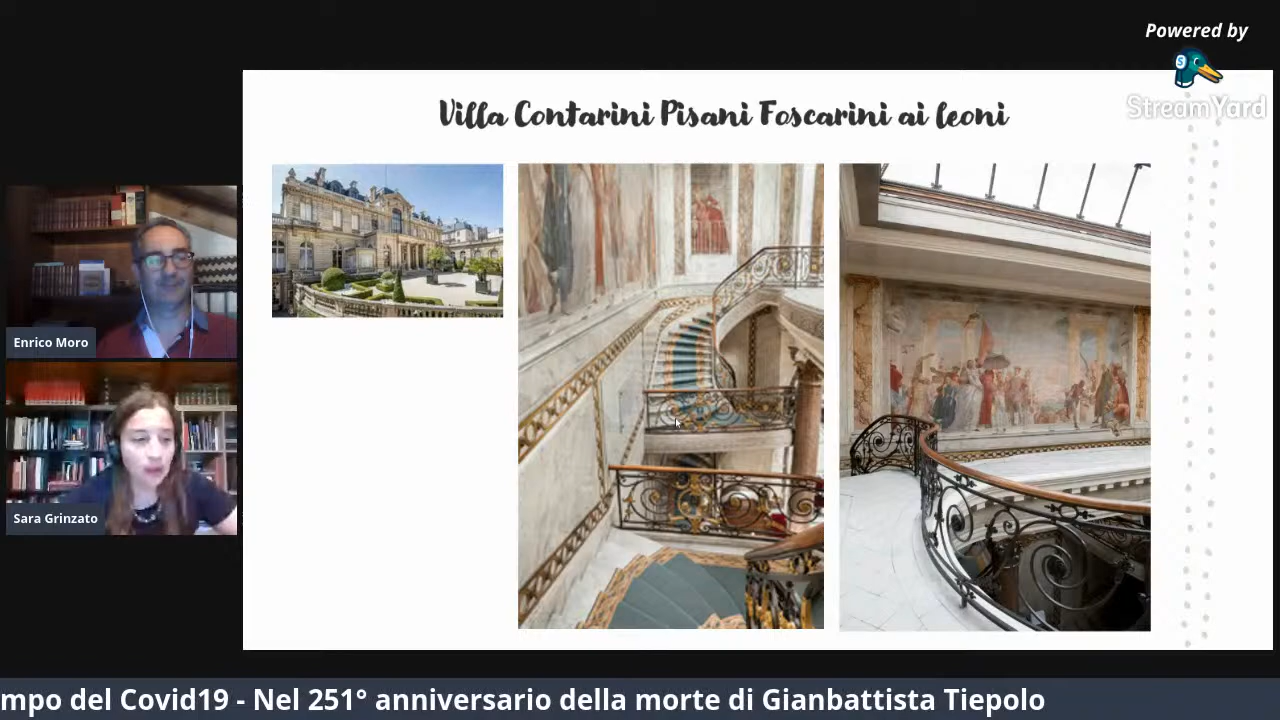 Powered by
S
StreamYard
Villa Contarini Pisani Foscarini ai leoni
Enrico Moro
Sara Grinzato
mpo del Covid19 - Nel 251° anniversario della morte di Gianbattista Tiepolo